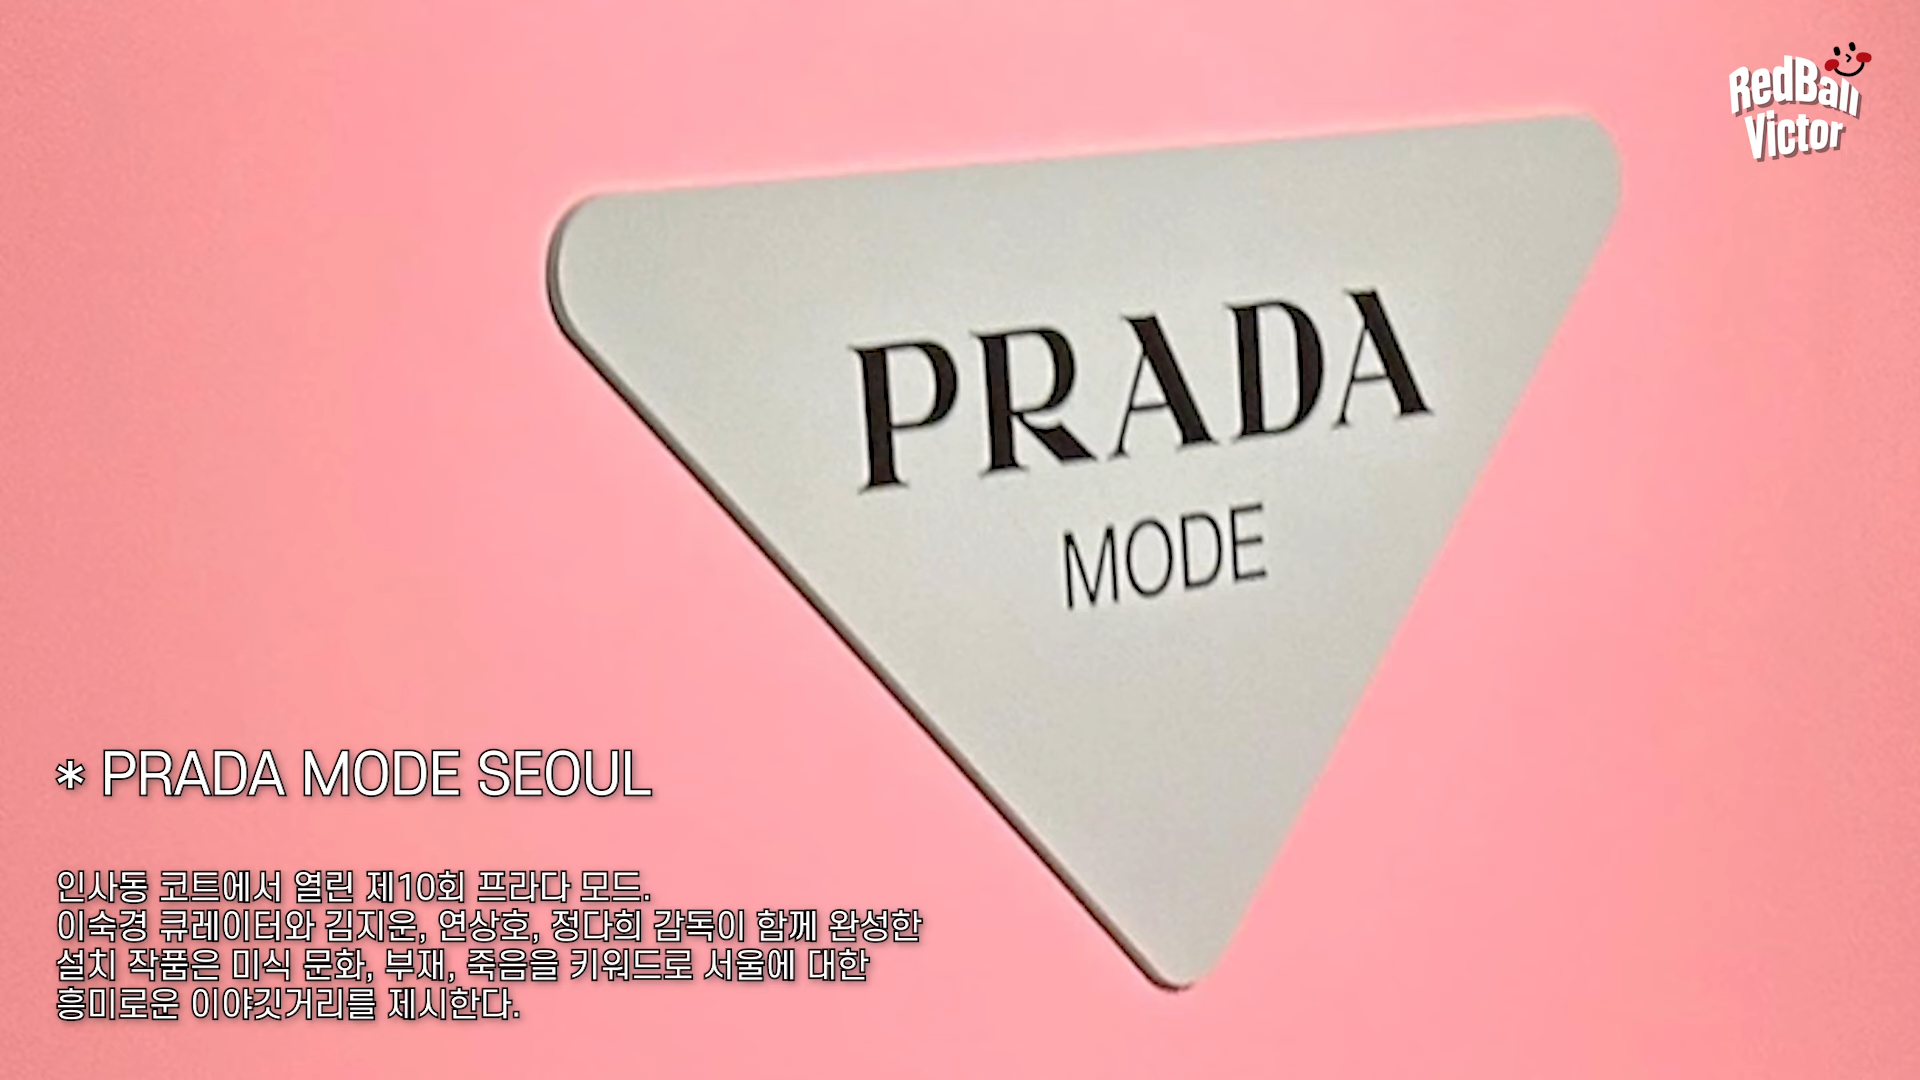 RedBall
Victor
PRADA
MODE
* PRADA MODE SEOUL
인사동 코트에서 열린 제10회 프라다 모드.
이숙경 큐레이터와 김지운, 연상호, 정다희 감독이 함께 완성한
설치 작품은 미식 문화, 부재, 죽음을 키워드로 서울에 대한
흥미로운 이야깃거리를 제시한다.